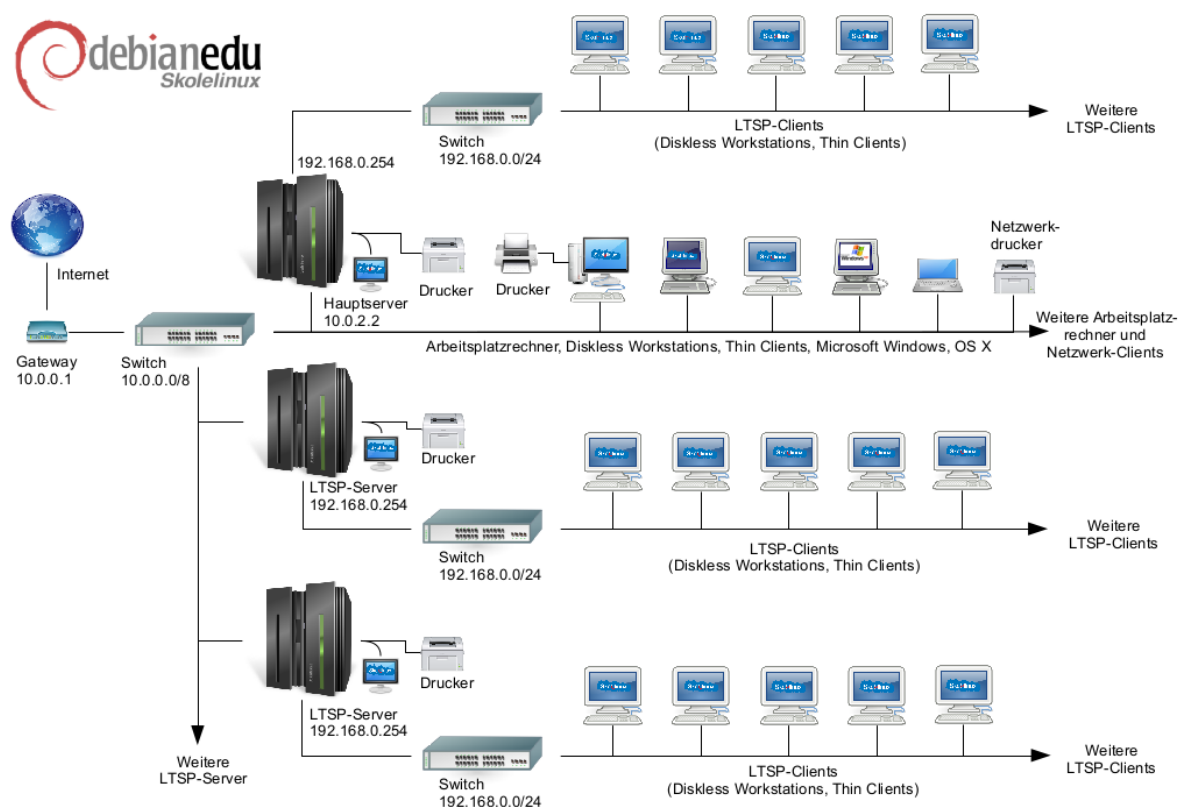 debianedu
Skolelinux
Switch
192.168.0.0/24
LTSP-Clients
(Diskless Workstations, Thin Clients)
Weitere
LTSP-Clients
192.168.0.254
Internet
Hauptserver
10.0.2.2
Drucker
Drucker
Windows
Netzwerk-
drucker
Gateway
10.0.0.1
Switch
10.0.0.0/8
Arbeitsplatzrechner, Diskless Workstations, Thin Clients, Microsoft Windows, OS X
Weitere Arbeitsplatz-
rechner und
Netzwerk-Clients
Drucker
LTSP-Server
192.168.0.254
Switch
192.168.0.0/24
LTSP-Clients
(Diskless Workstations, Thin Clients)
Weitere
LTSP-Clients
Drucker
LTSP-Server
192.168.0.254
Weitere
LTSP-Server
Switch
192.168.0.0/24
LTSP-Clients
(Diskless Workstations, Thin Clients)
Weitere
LTSP-Clients